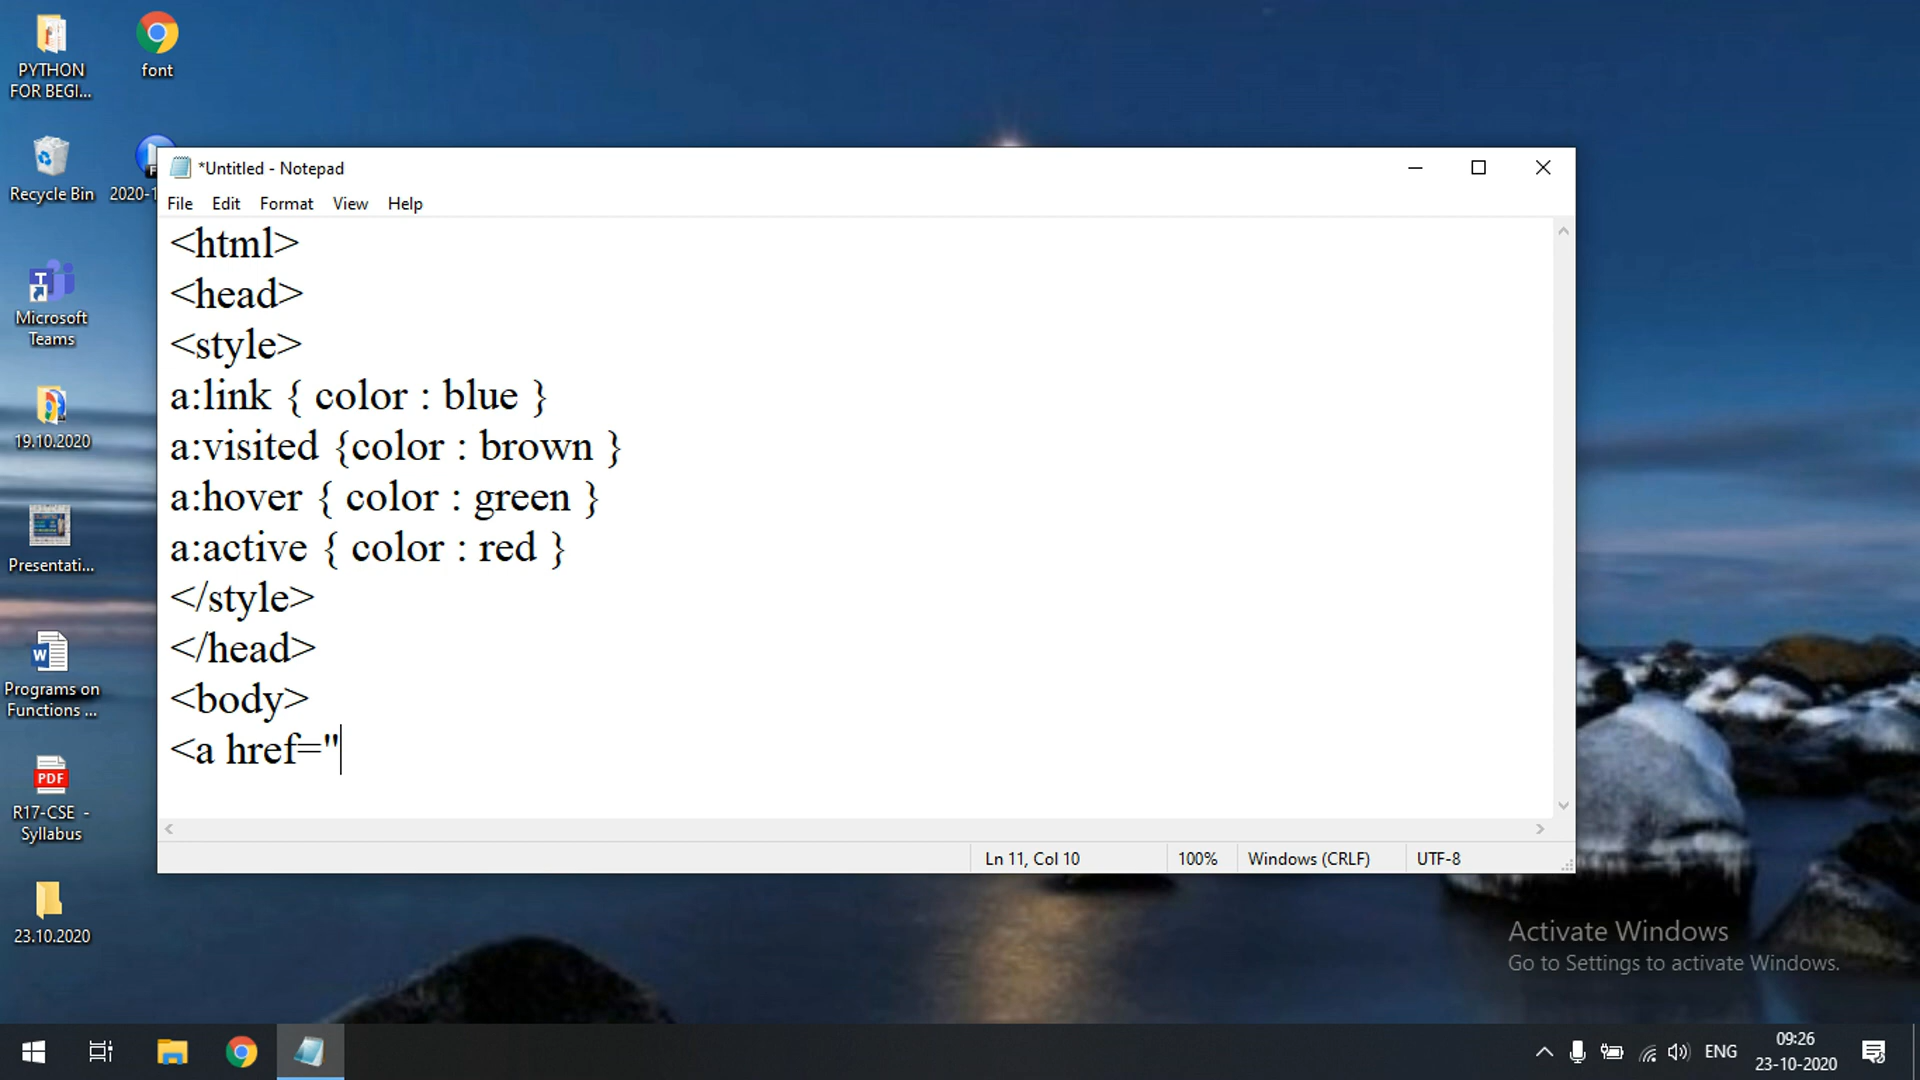 PYTHON
FOR BEGI...
font
Recycle Bin
2020-1
Microsoft
Teams
19.10.2020
Presentati...
Programs on
Functions ...
PDF
R17-CSE -
Syllabus
23.10.2020
*Untitled - Notepad
File Edit Format View Help
<html>
<head>
<style>
a:link { color : blue }
a:visited {color : brown }
a:hover { color : green }
a:active { color : red }
</style>
</head>
<body>
<a href="
Ln 11, Col 10 100% Windows (CRLF) UTF-8
Activate Windows
Go to Settings to activate Windows.
ENG
09:26
23-10-2020